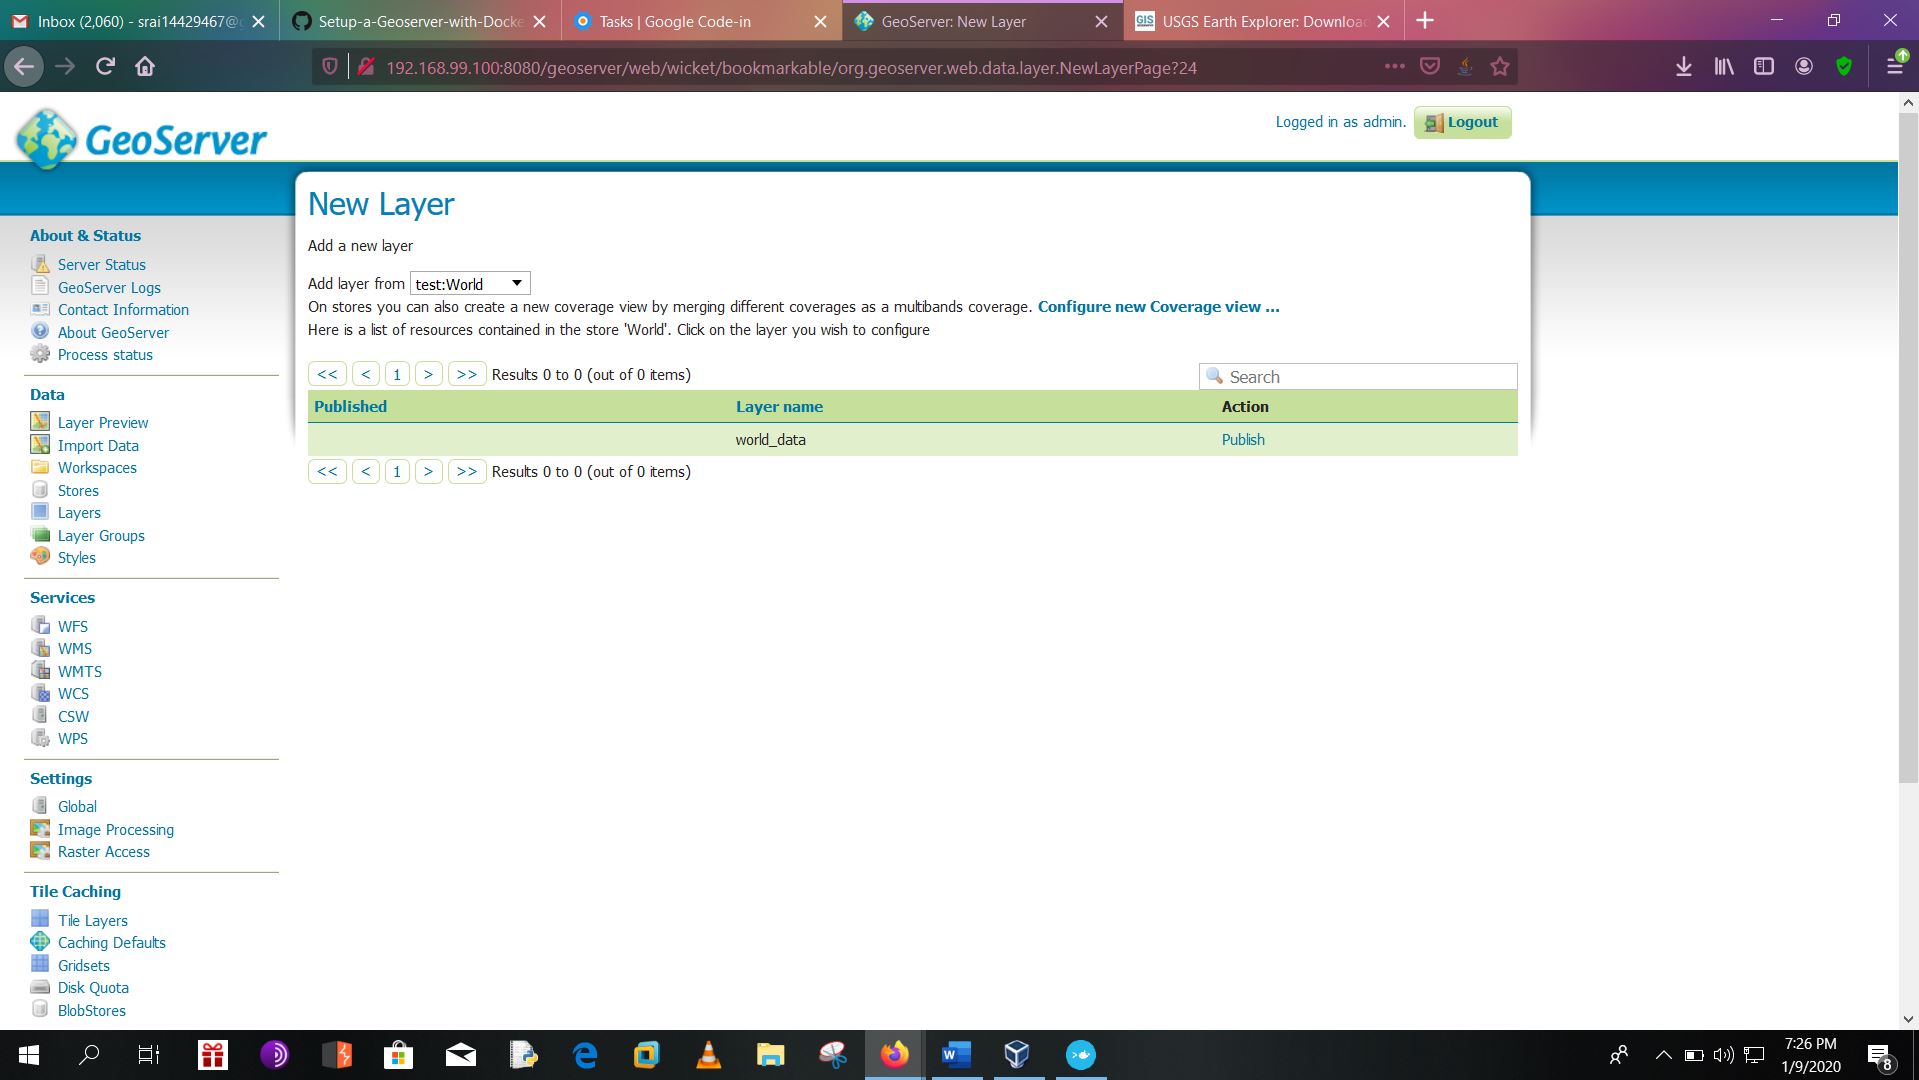 Inbox (2,060) - srai14429467@g
Setup-a-Geoserver-with-Docke
Tasks | Google Code-in
GeoServer: New Layer
USGS Earth Explorer: Download
192.168.99.100:8080/geoserver/web/wicket/bookmarkable/org.geoserver.web.data.layer.NewLayerPage?24
GeoServer
Logged in as admin.
Logout
New Layer
Add a new layer
Add layer from test:World
On stores you can also create a new coverage view by merging different coverages as a multibands coverage. Configure new Coverage view ...
Here is a list of resources contained in the store 'World'. Click on the layer you wish to configure
<< < 1 > >> Results 0 to 0 (out of 0 items)
Search
Published Layer name Action
world_data Publish
<< < 1 > >> Results 0 to 0 (out of 0 items)
About & Status
Server Status
GeoServer Logs
Contact Information
About GeoServer
Process status
Data
Layer Preview
Import Data
Workspaces
Stores
Layers
Layer Groups
Styles
Services
WFS
WMS
WMTS
WCS
CSW
WPS
Settings
Global
Image Processing
Raster Access
Tile Caching
Tile Layers
Caching Defaults
Gridsets
Disk Quota
BlobStores
7:26 PM
1/9/2020
8